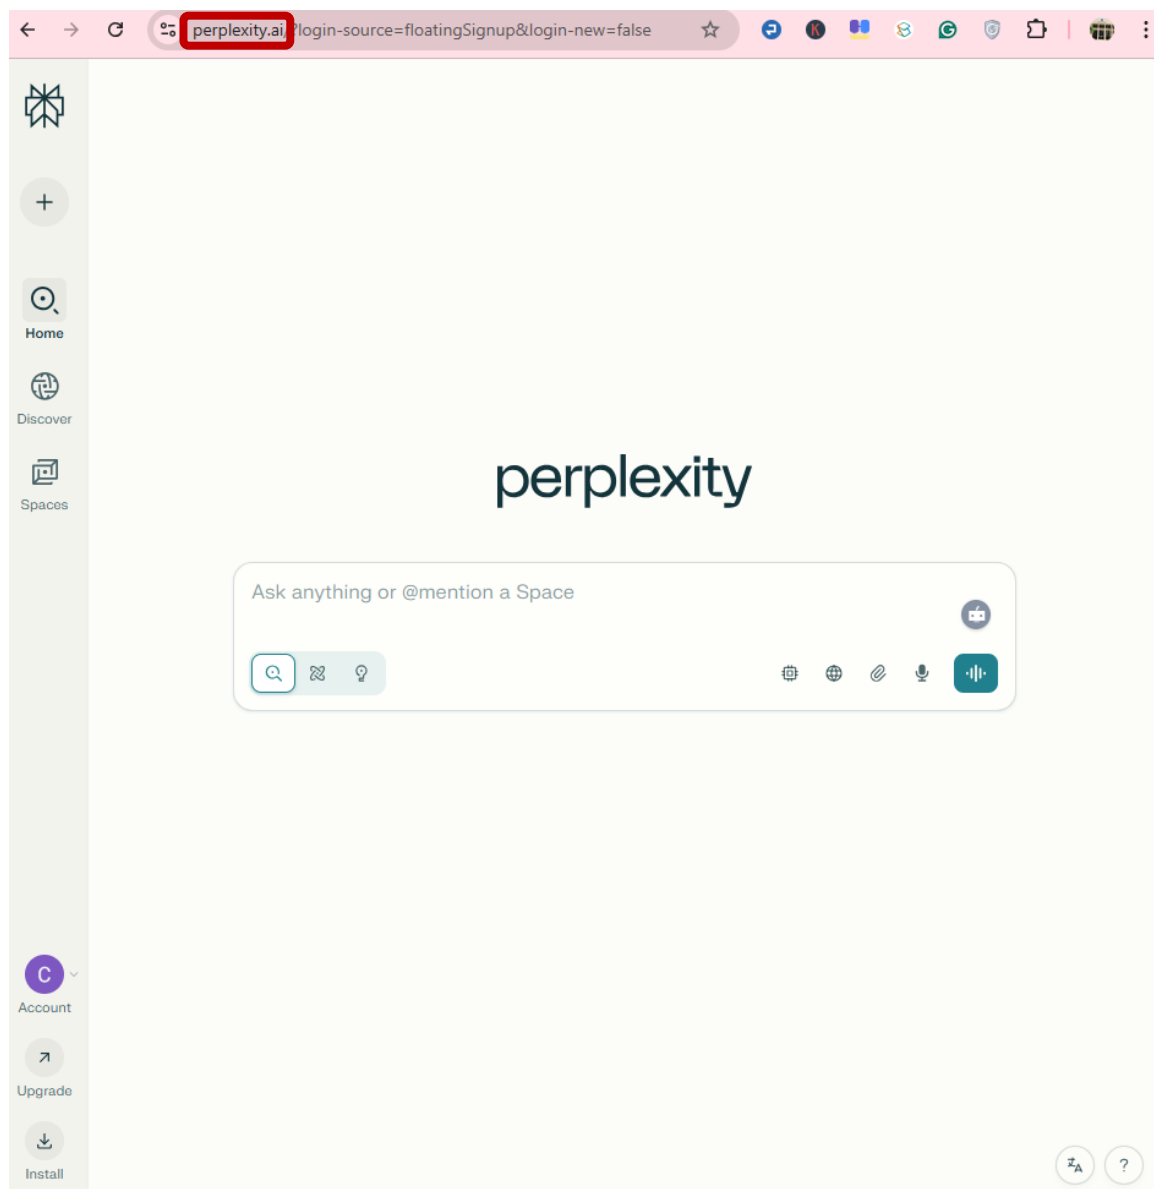 perplexity.ai/?login-source=floatingSignup&login-new=false
K
Home
Discover
Spaces
perplexity
Ask anything or @mention a Space
C
Account
Upgrade
Install
A
?